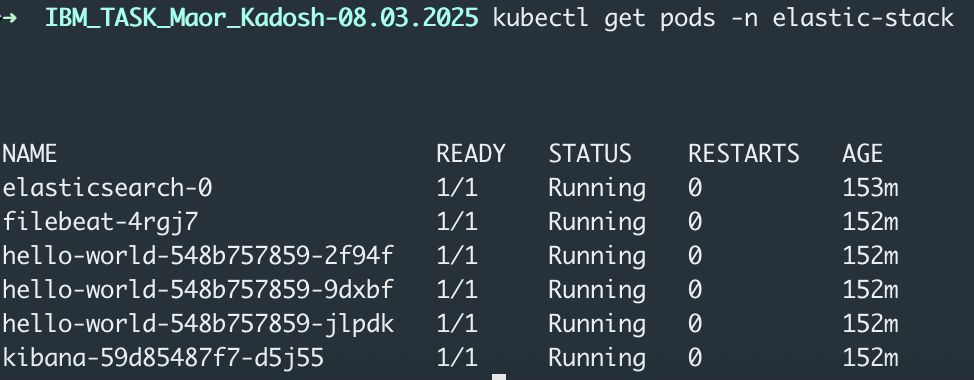 → IBM_TASK_Maor_Kadosh-08.03.2025 kubectl get pods -n elastic-stack
NAME READY STATUS RESTARTS AGE
elasticsearch-0 1/1 Running 0 153m
filebeat-4rgj7 1/1 Running 0 152m
hello-world-548b757859-2f94f 1/1 Running 0 152m
hello-world-548b757859-9dxbf 1/1 Running 0 152m
hello-world-548b757859-jlpdk 1/1 Running 0 152m
kibana-59d85487f7-d5j55 1/1 Running 0 152m